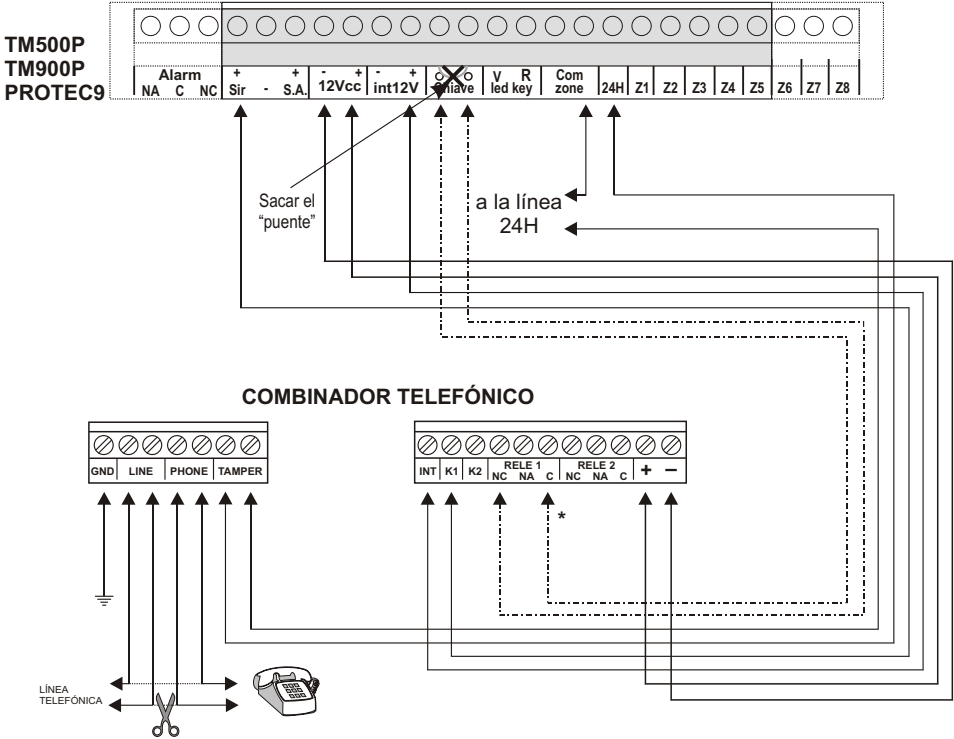 TM500P
TM900P
PROTEC9
Alarm
NA C NC
+ +
Sir - S.A.
- +
12Vcc
- +
int12V
Chiave
V R
led key
Com
zone
24H Z1 Z2 Z3 Z4 Z5 Z6 Z7 Z8
Sacar el
“puente”
a la línea
24H
COMBINADOR TELEFÓNICO
GND LINE PHONE TAMPER
INT K1 K2
RELE 1
NC NA C
RELE 2
NC NA C
+ −
*
LÍNEA
TELEFÓNICA